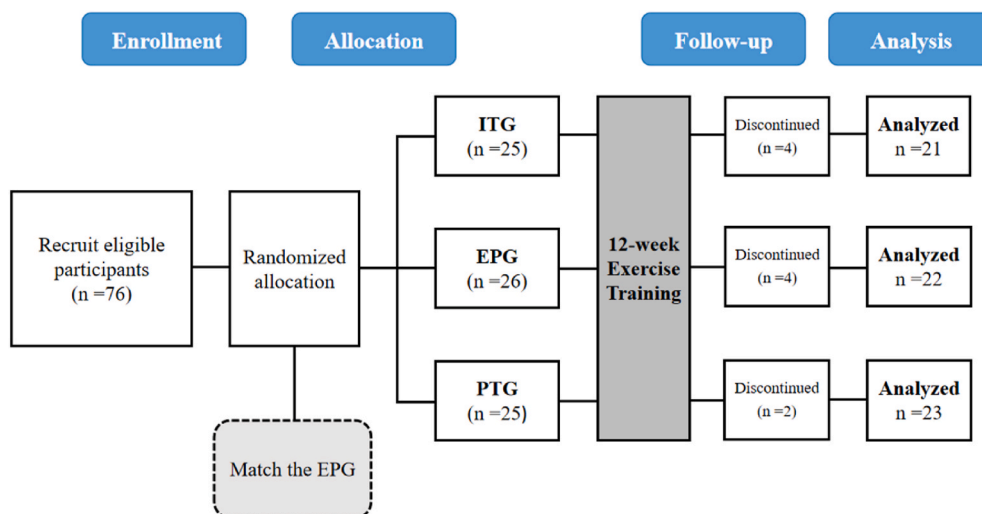 Enrollment
Allocation
Follow-up
Analysis
Recruit eligible
participants
(n =76)
Randomized
allocation
Match the EPG
ITG
(n =25)
EPG
(n =26)
PTG
(n =25)
12-week
Exercise
Training
Discontinued
(n =4)
Analyzed
n =21
Discontinued
(n =4)
Analyzed
n =22
Discontinued
(n =2)
Analyzed
n =23